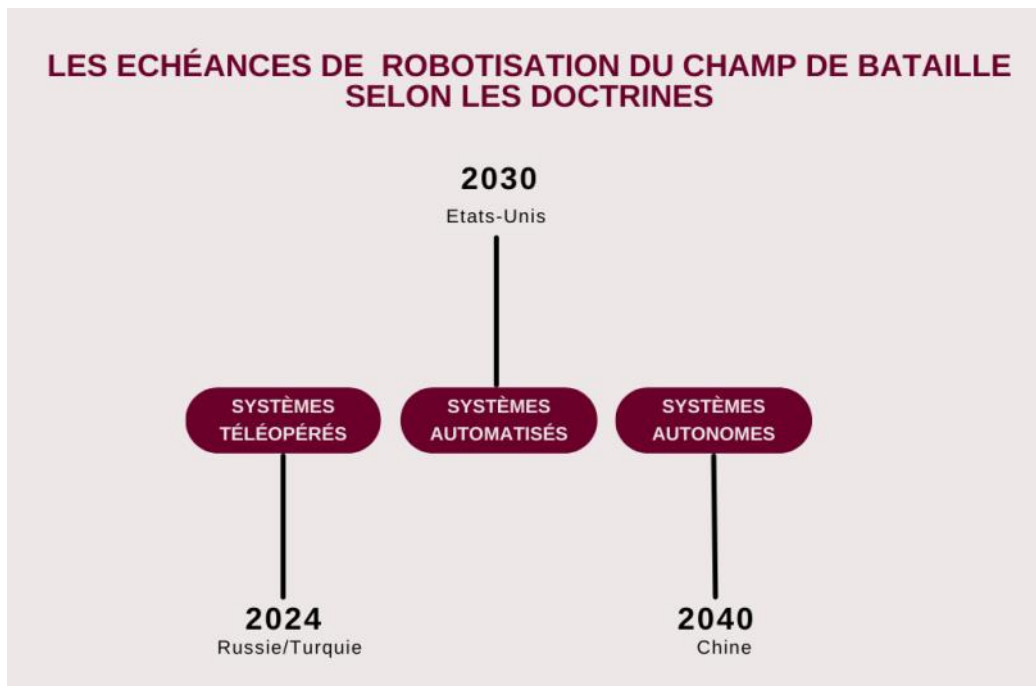 LES ECHÉANCES DE ROBOTISATION DU CHAMP DE BATAILLE
SELON LES DOCTRINES
2030
Etats-Unis
SYSTÈMES
TÉLÉOPÉRÉS
SYSTÈMES
AUTOMATISÉS
SYSTÈMES
AUTONOMES
2024
Russie/Turquie
2040
Chine